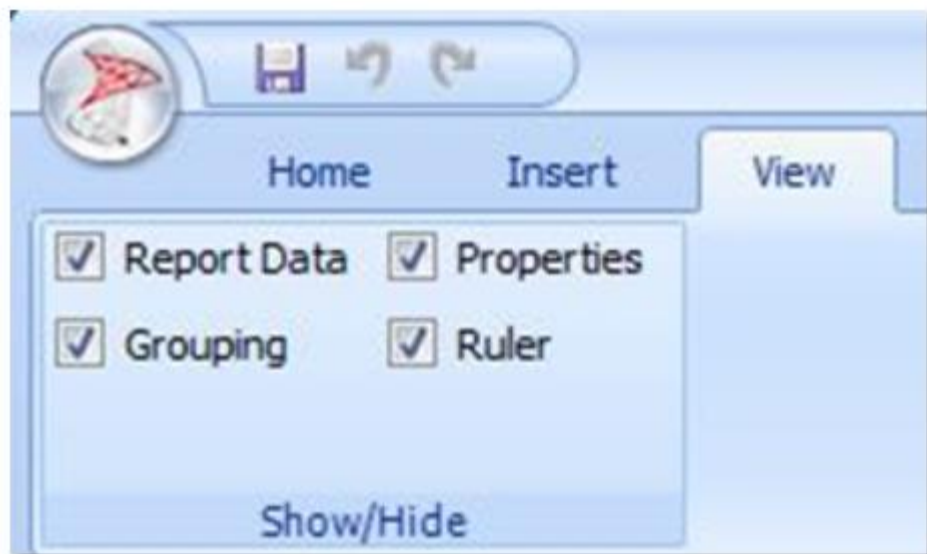 Home Insert View
Report Data Properties
Grouping Ruler
Show/Hide